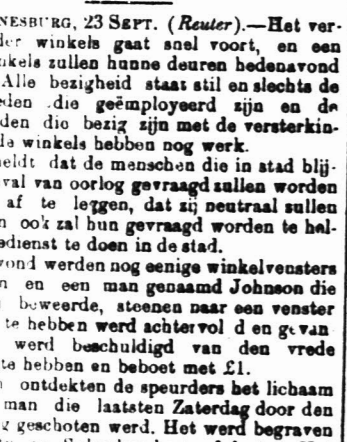 NESBURG, 23 SEPT. (Reuter).—Het ver-
der winkels gaat snel voort, en een
nkels zullen hunne deuren hedenavond
Alle bezigheid staat stil en slechts de
den die geëmployeerd zijn en de
den die bezig zijn met de versterkin-
le winkels hebben nog werk.
eldt dat de menschen die in stad blij-
val van oorlog gevraagd zullen worden
af te leggen, dat zij neutraal sullen
n ook zal hun gevraagd worden te hel-
edienst te doen in de stad.
vond werden nog eenige winkelvensters
n en een man genaamd Johnson die
beweerde, steenen naar een venster
te hebben werd achtervol d en gevan
werd beschuldigd van den vrede
te hebben en beboet met £1.
n ontdekten de speurders het lichaam
man die laatsten Zaterdag door den
g geschoten werd. Het werd begraven